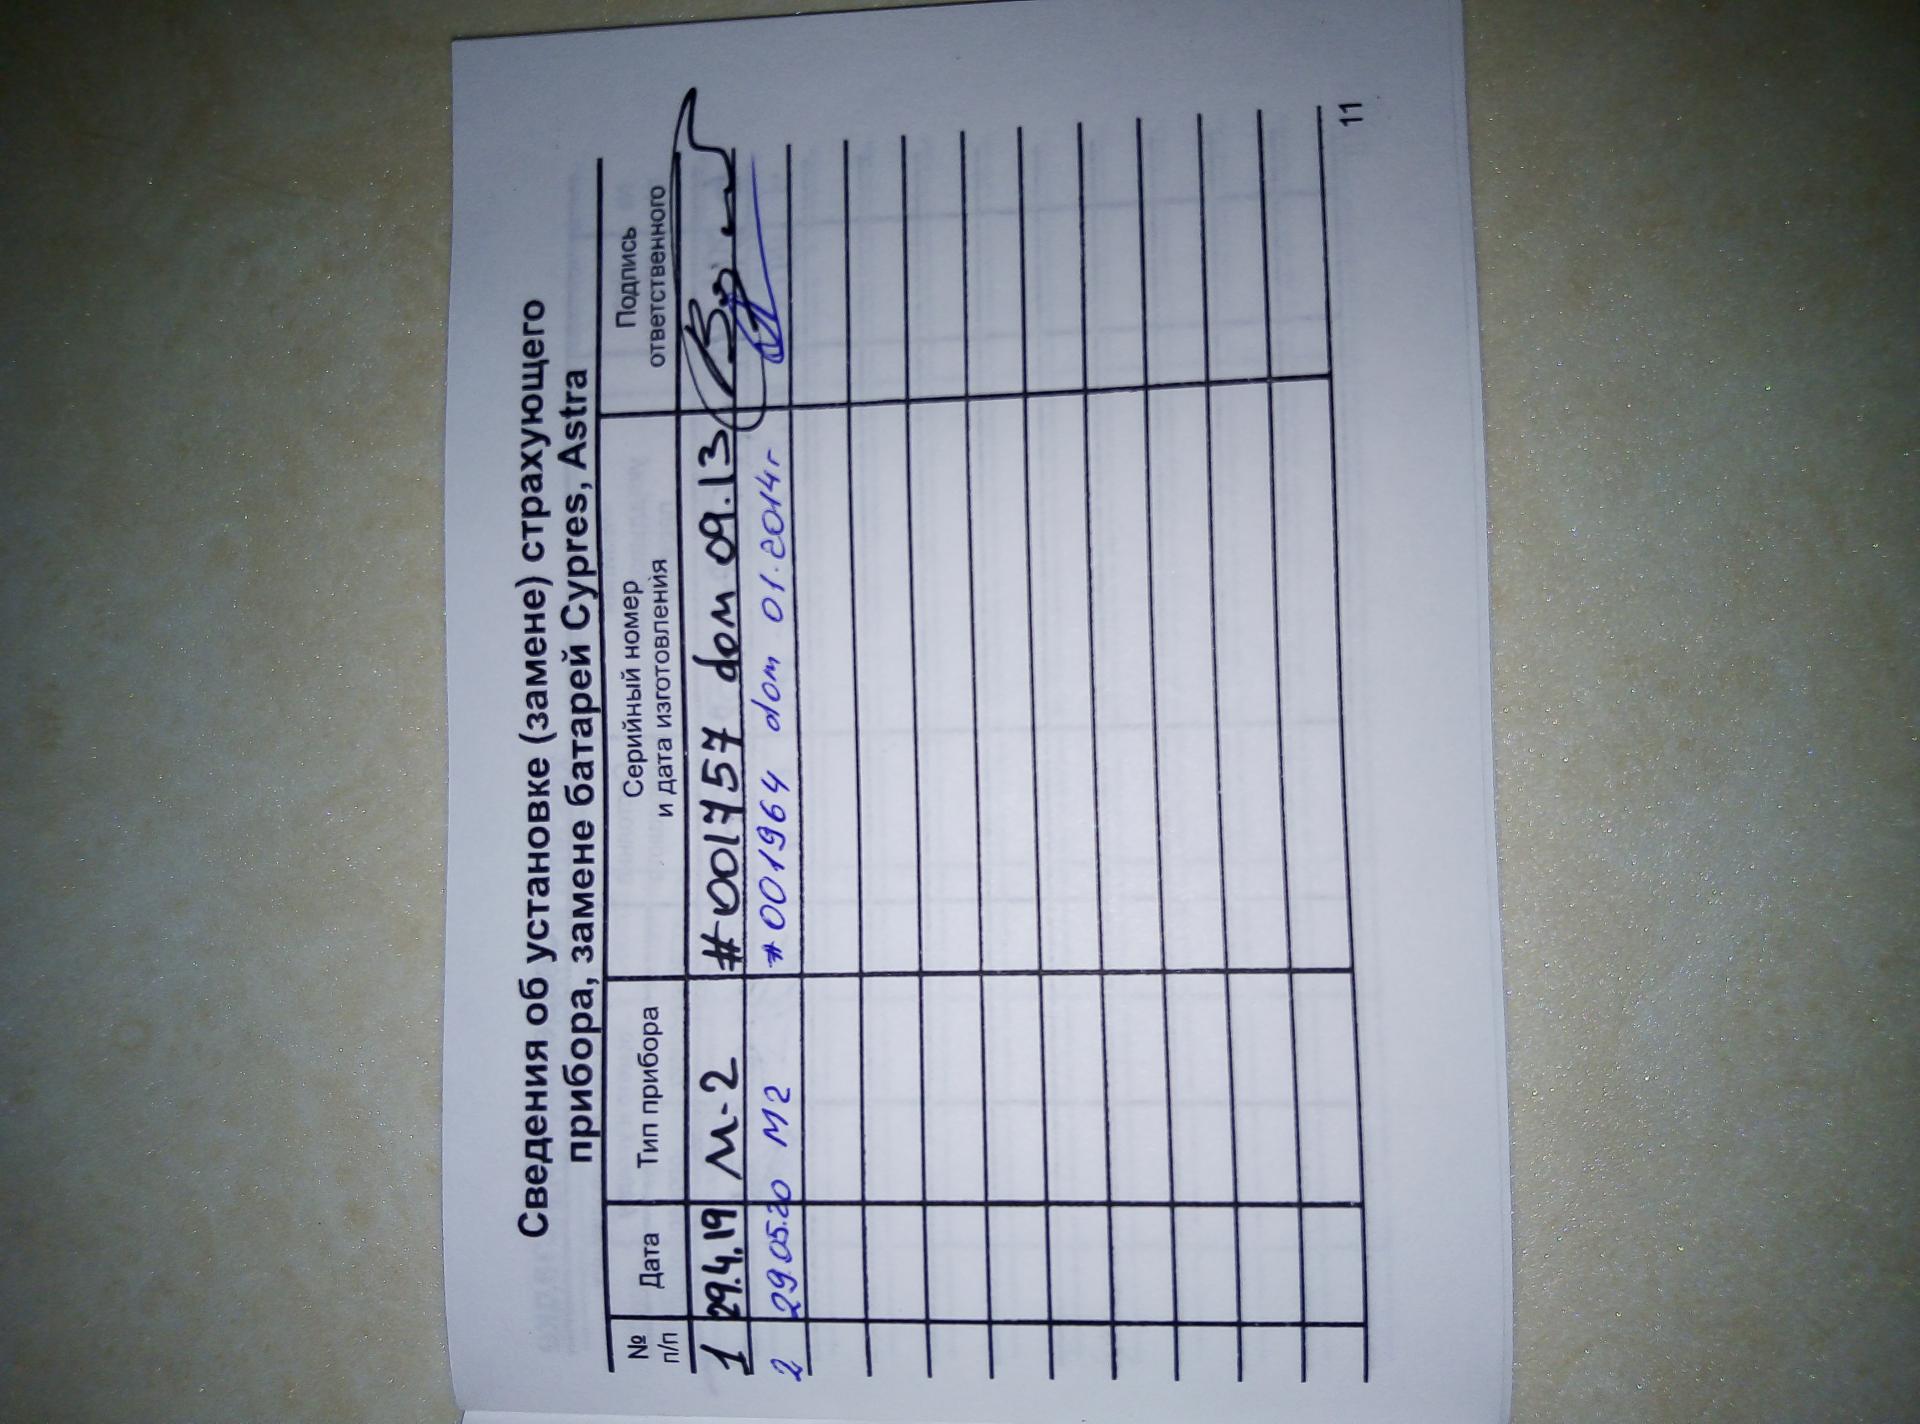 Сведения об установке (замене) страхующего
прибора, замене батарей Cypres, Astra
№ п/п Дата Тип прибора Серийный номер и дата изготовления Подпись ответственного
1 29.4.19 М-2 #001757 dom 09.13
2 29.05.20 М2 #001964 dom 01.2014г
11